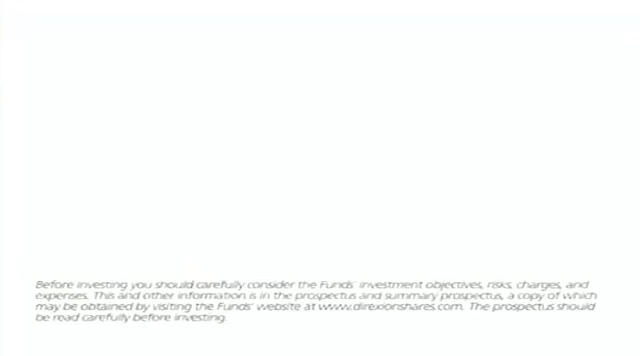 Before investing you should carefully consider the Funds' investment objectives, risks, charges, and
expenses. This and other information is in the prospectus and summary prospectus, a copy of which
may be obtained by visiting the Funds' website at www.direxionshares.com. The prospectus should
be read carefully before investing.